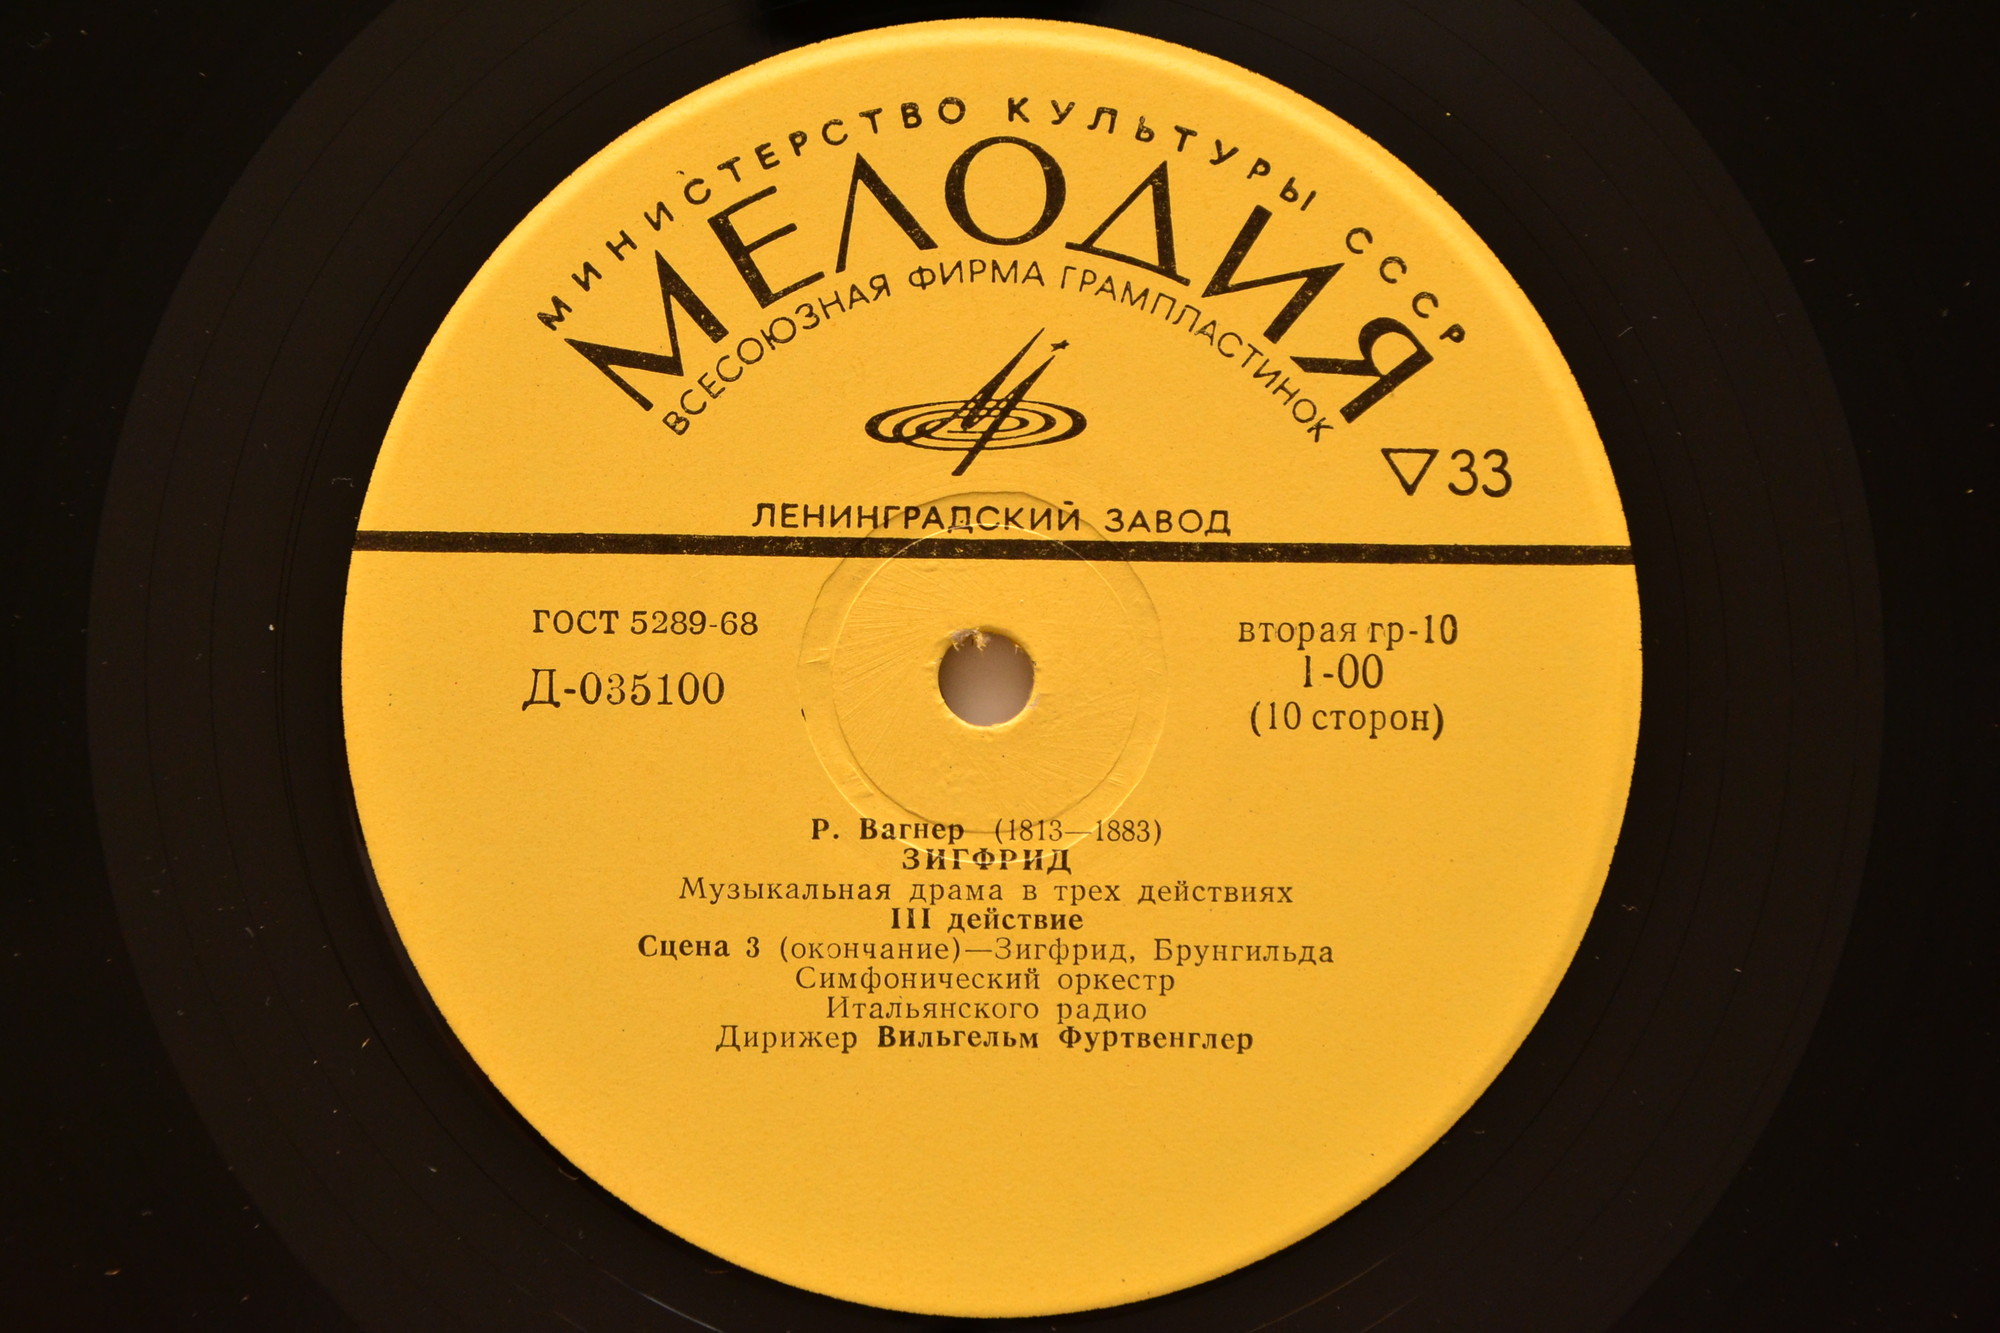 МИНИСТЕРСТВО КУЛЬТУРЫ СССР
МЕЛОДИЯ
ВСЕСОЮЗНАЯ ФИРМА ГРАМПЛАСТИНОК
▽33
ЛЕНИНГРАДСКИЙ ЗАВОД
ГОСТ 5289-68
Д-035100
вторая гр-10
1-00
(10 сторон)
Р. Вагнер (1813—1883)
ЗИГФРИД
Музыкальная драма в трех действиях
III действие
Сцена 3 (окончание)—Зигфрид, Брунгильда
Симфонический оркестр
Итальянского радио
Дирижер Вильгельм Фуртвенглер